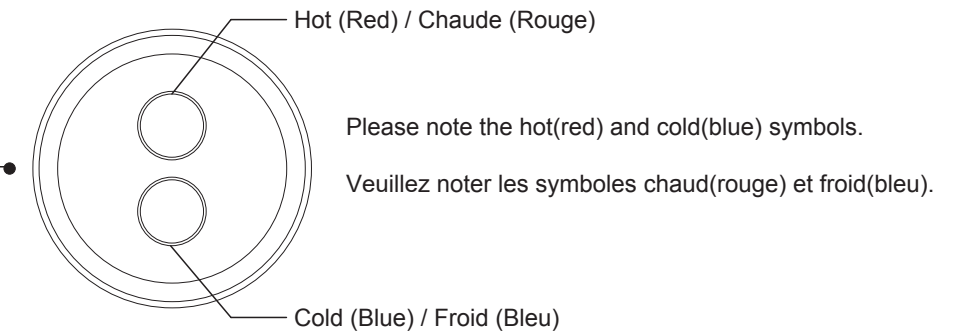 Hot (Red) / Chaude (Rouge)
Please note the hot(red) and cold(blue) symbols.
Veuillez noter les symboles chaud(rouge) et froid(bleu).
Cold (Blue) / Froid (Bleu)